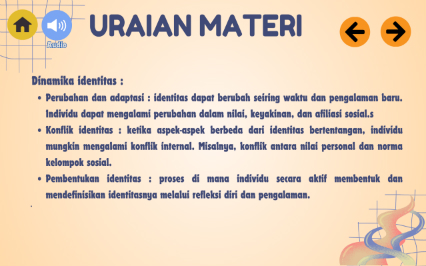 URAIAN MATERI
Audio
Dinamika identitas :
• Perubahan dan adaptasi : identitas dapat berubah seiring waktu dan pengalaman baru.
Individu dapat mengalami perubahan dalam nilai, keyakinan, dan afiliasi sosial.s
• Konflik identitas : ketika aspek-aspek berbeda dari identitas bertentangan, individu
mungkin mengalami konflik internal. Misalnya, konflik antara nilai personal dan norma
kelompok sosial.
• Pembentukan identitas : proses di mana individu secara aktif membentuk dan
mendefinisikan identitasnya melalui refleksi diri dan pengalaman.
.